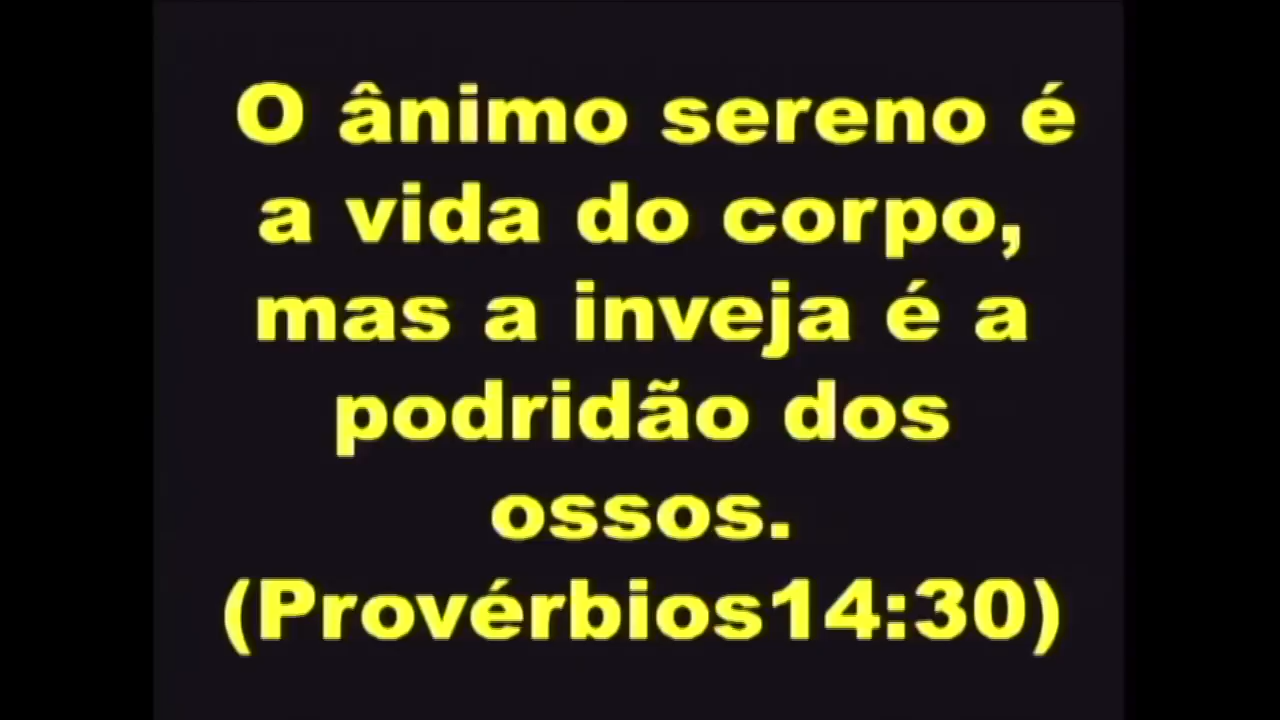 O ânimo sereno é
a vida do corpo,
mas a inveja é a
podridão dos
ossos.
(Provérbios14:30)